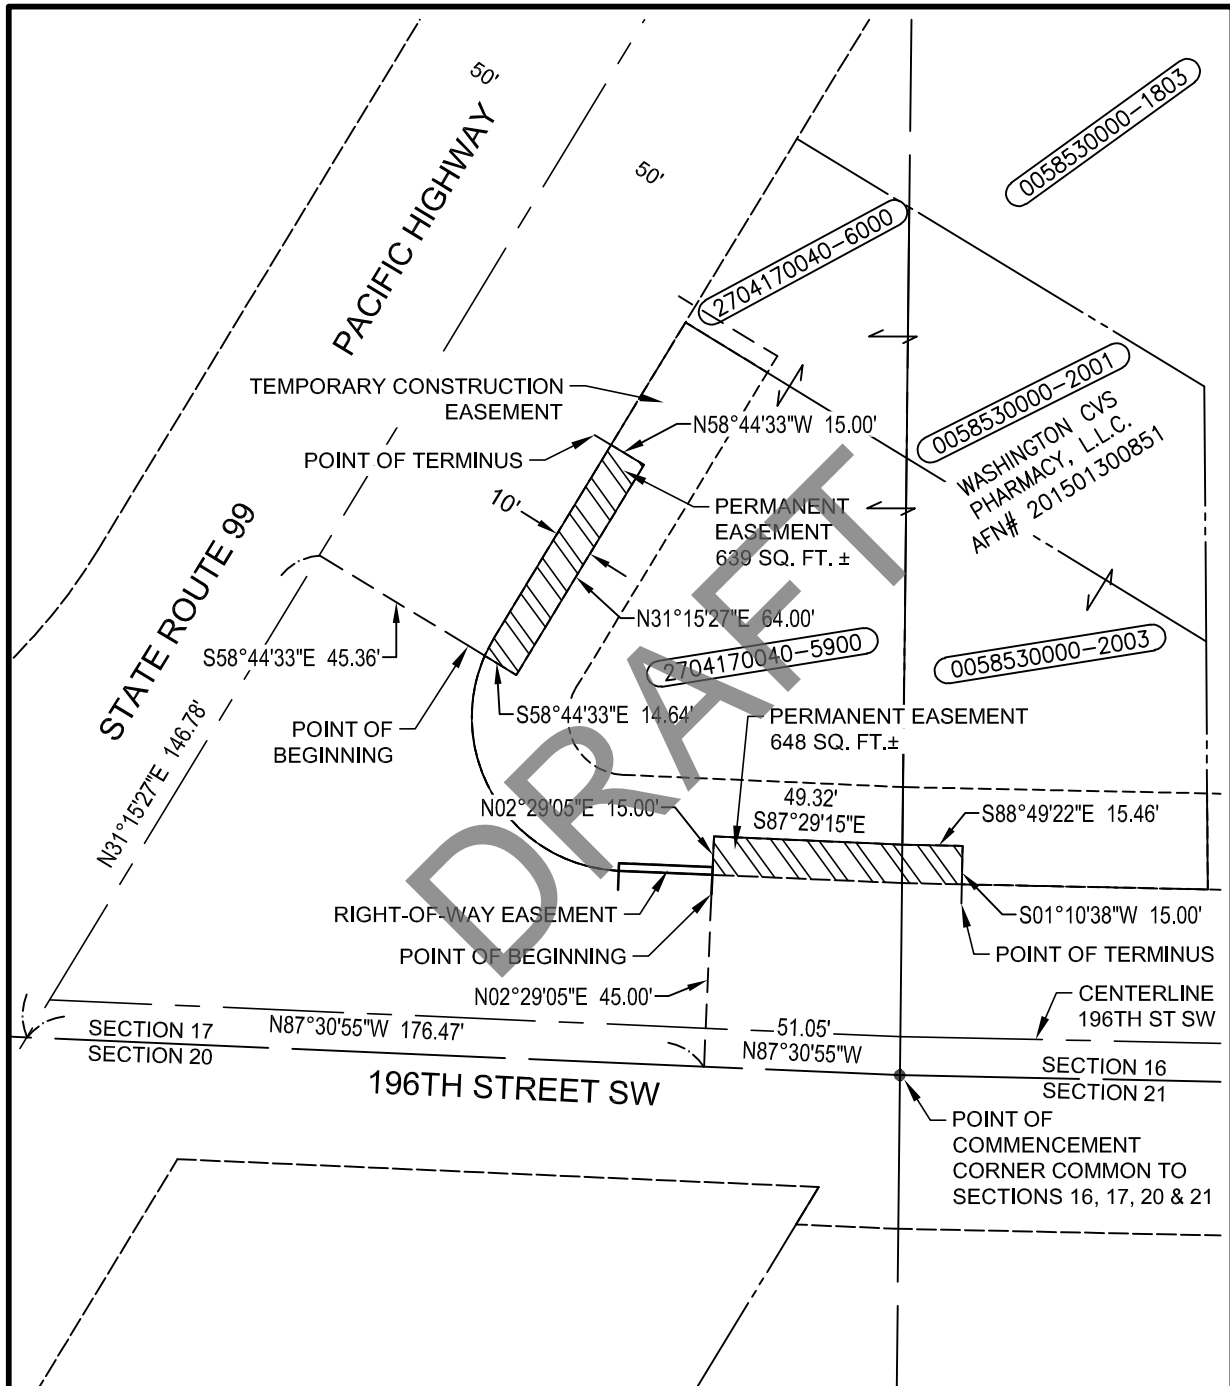 50'
PACIFIC HIGHWAY
50'
0058530000-1803
2704170040-6000
TEMPORARY CONSTRUCTION
EASEMENT
N58°44'33"W 15.00'
0058530000-2001
WASHINGTON CVS
PHARMACY, L.L.C.
AFN# 201501300851
POINT OF TERMINUS
10'
PERMANENT
EASEMENT
639 SQ. FT. ±
STATE ROUTE 99
N31°15'27"E 64.00'
S58°44'33"E 45.36'
2704170040-5900
0058530000-2003
S58°44'33"E 14.64'
POINT OF
BEGINNING
PERMANENT EASEMENT
648 SQ. FT.±
N31°15'27"E 146.78'
N02°29'05"E 15.00'
49.32'
S87°29'15"E
S88°49'22"E 15.46'
DRAFT
RIGHT-OF-WAY EASEMENT
S01°10'38"W 15.00'
POINT OF BEGINNING
POINT OF TERMINUS
N02°29'05"E 45.00'
CENTERLINE
196TH ST SW
SECTION 17
SECTION 20
N87°30'55"W 176.47'
51.05'
N87°30'55"W
SECTION 16
SECTION 21
196TH STREET SW
POINT OF
COMMENCEMENT
CORNER COMMON TO
SECTIONS 16, 17, 20 & 21